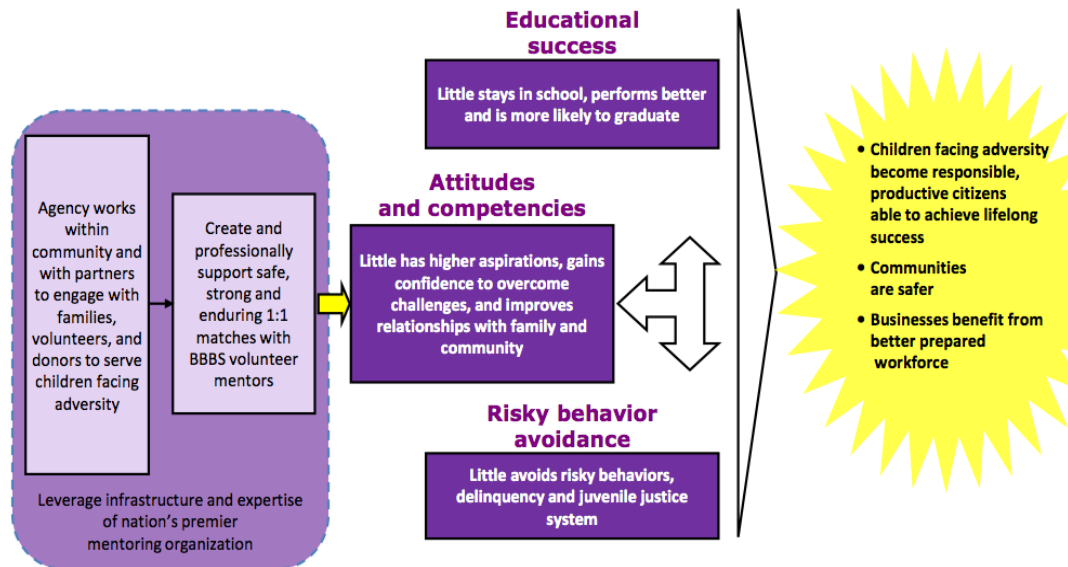 Agency works
within
community and
with partners
to engage with
families,
volunteers, and
donors to serve
children facing
adversity
Create and
professionally
support safe,
strong and
enduring 1:1
matches with
BBBS volunteer
mentors
Leverage infrastructure and expertise
of nation’s premier
mentoring organization
Educational
success
Little stays in school, performs better
and is more likely to graduate
Attitudes
and competencies
Little has higher aspirations, gains
confidence to overcome
challenges, and improves
relationships with family and
community
Risky behavior
avoidance
Little avoids risky behaviors,
delinquency and juvenile justice
system
• Children facing adversity
become responsible,
productive citizens
able to achieve lifelong
success
• Communities
are safer
• Businesses benefit from
better prepared
workforce